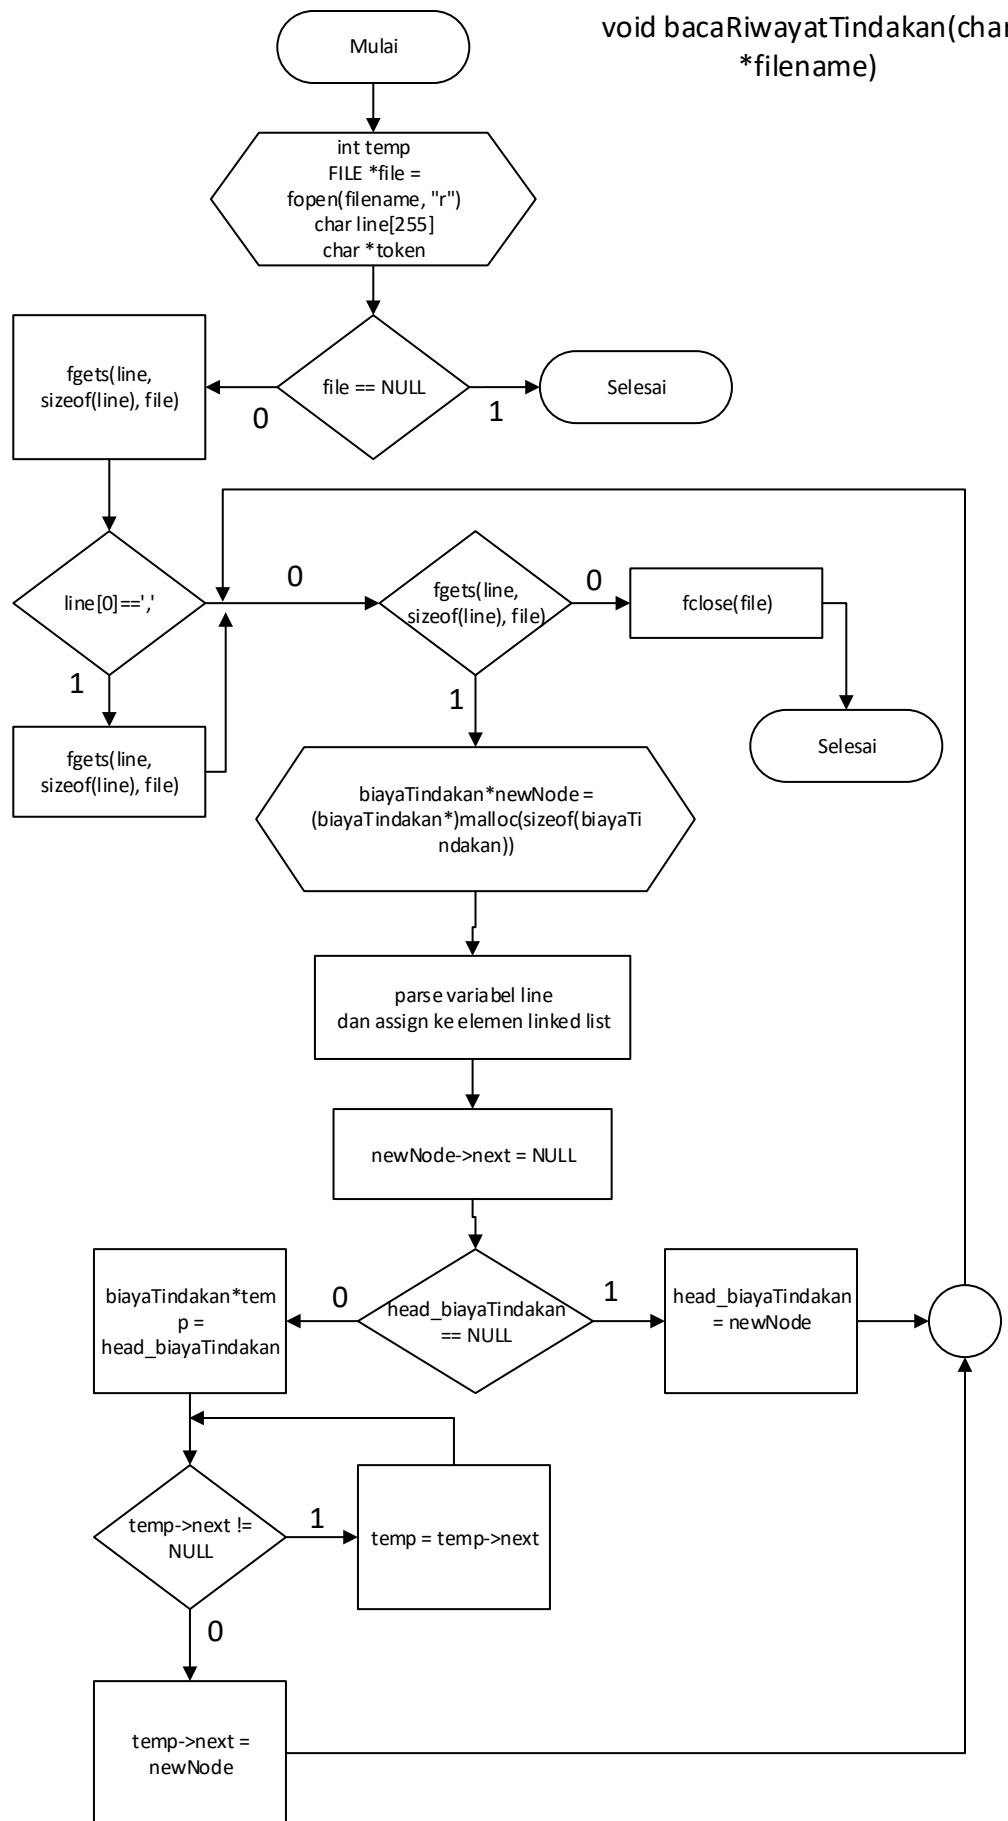 void bacaRiwayatTindakan(char
*filename)
Mulai
int temp
FILE *file =
fopen(filename, "r")
char line[255]
char *token
file == NULL
0
1
Selesai
fgets(line,
sizeof(line), file)
line[0]==','
0
1
fgets(line,
sizeof(line), file)
fgets(line,
sizeof(line), file)
0
1
fclose(file)
Selesai
biayaTindakan*newNode =
(biayaTindakan*)malloc(sizeof(biayaTi
ndakan))
parse variabel line
dan assign ke elemen linked list
newNode->next = NULL
head_biayaTindakan
== NULL
0
1
biayaTindakan*tem
p =
head_biayaTindakan
head_biayaTindakan
= newNode
temp->next !=
NULL
1
0
temp = temp->next
temp->next =
newNode